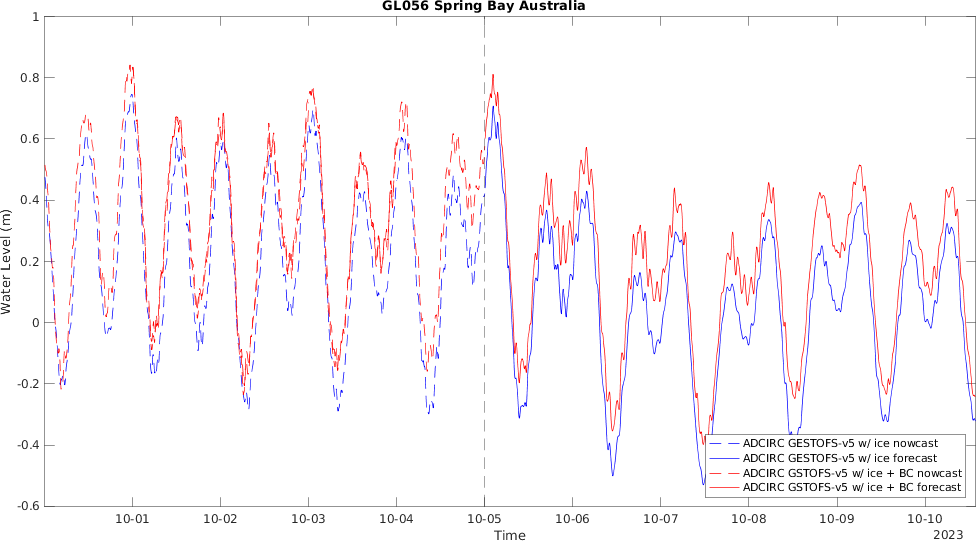 GL056 Spring Bay Australia
1
0.8
0.6
0.4
0.2
0
-0.2
-0.4
-0.6
Water Level (m)
ADCIRC GESTOFS-v5 w/ ice nowcast
ADCIRC GESTOFS-v5 w/ ice forecast
ADCIRC GSTOFS-v5 w/ ice + BC nowcast
ADCIRC GSTOFS-v5 w/ ice + BC forecast
10-01 10-02 10-03 10-04 10-05 10-06 10-07 10-08 10-09 10-10
Time
2023